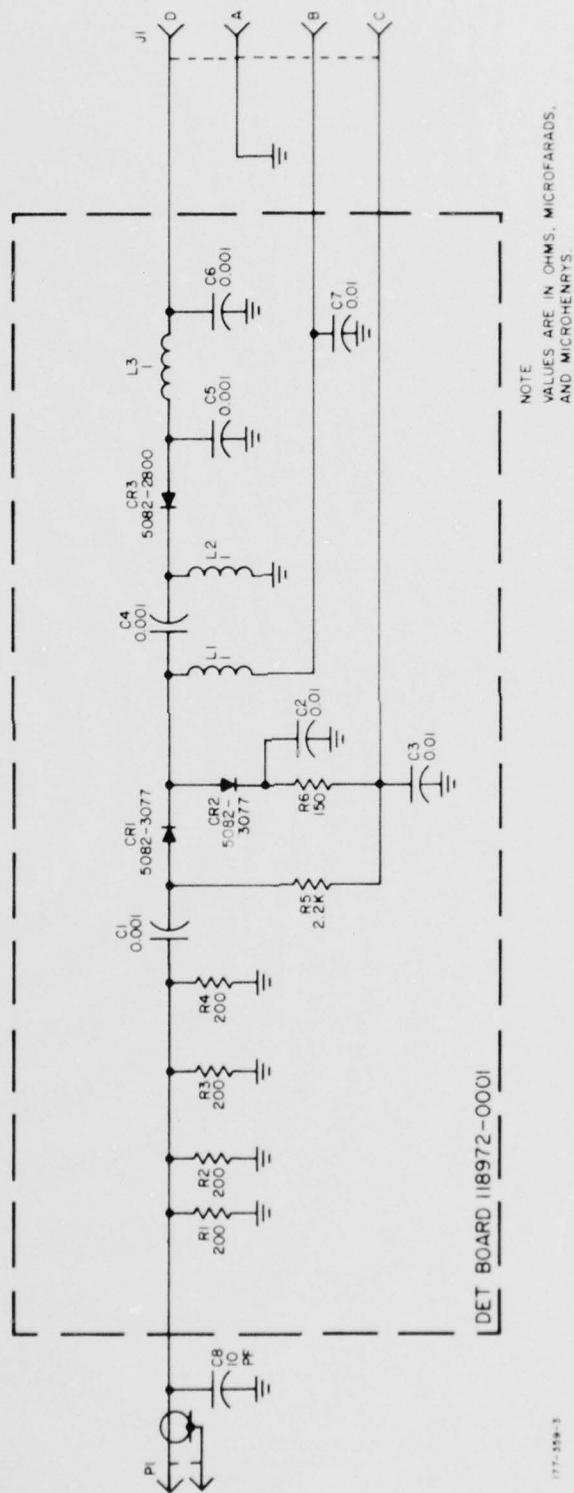 P1
C8
10
PF
R1
200
R2
200
R3
200
R4
200
C1
0.001
CR1
5082-3077
R5
2.2K
CR2
5082-
3077
R6
150
C2
0.01
C3
0.01
L1
1
C4
0.001
L2
1
CR3
5082-2800
C5
0.001
L3
1
C6
0.001
C7
0.01
J1
D
A
B
C
DET BOARD 118972-0001
NOTE
VALUES ARE IN OHMS, MICROFARADS,
AND MICROHENRYS.
177-359-3